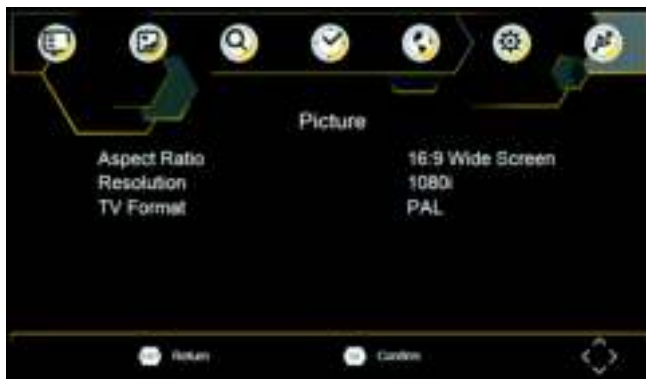 Picture
Aspect Ratio 16:9 Wide Screen
Resolution 1080i
TV Format PAL
Return Confirm